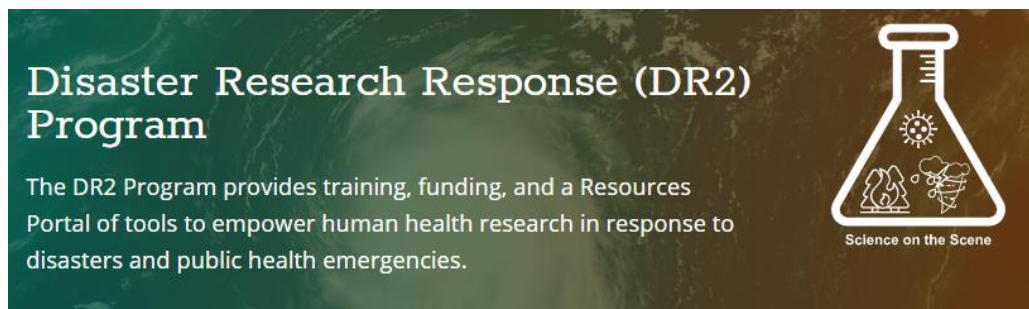 Disaster Research Response (DR2)
Program
The DR2 Program provides training, funding, and a Resources
Portal of tools to empower human health research in response to
disasters and public health emergencies.
Science on the Scene